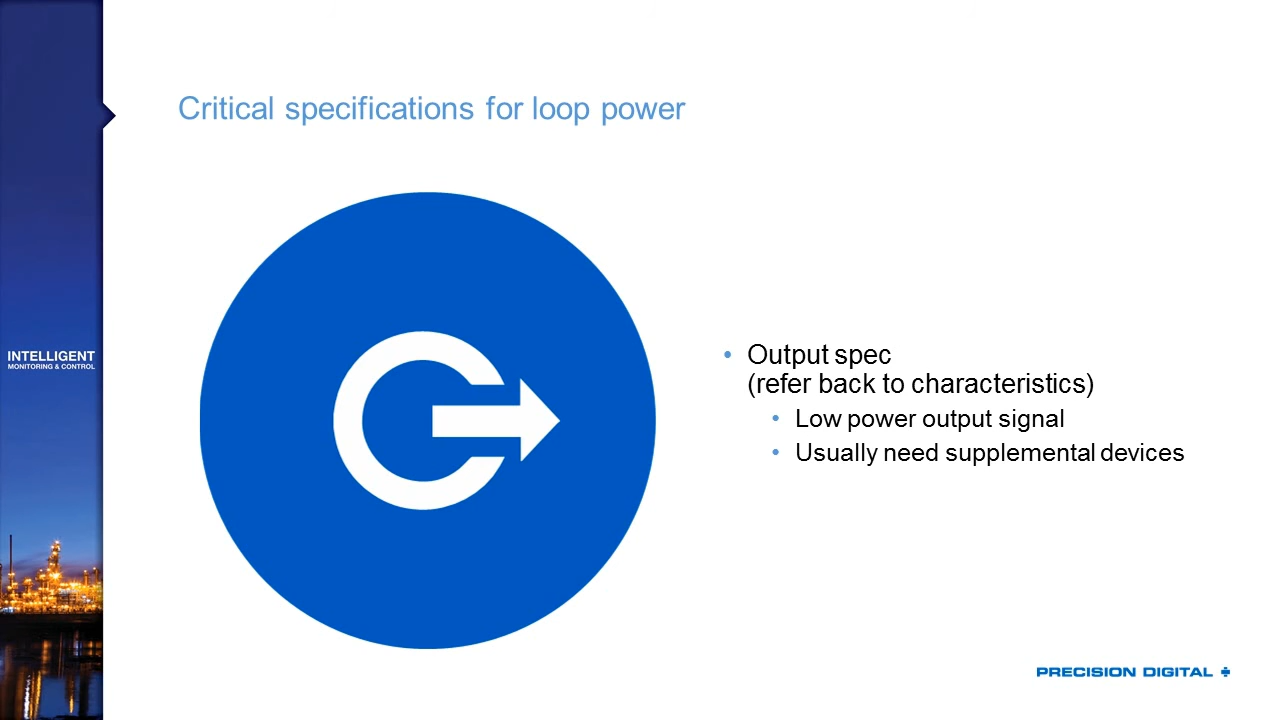 Critical specifications for loop power
INTELLIGENT
MONITORING & CONTROL
• Output spec
(refer back to characteristics)
• Low power output signal
• Usually need supplemental devices
PRECISION DIGITAL